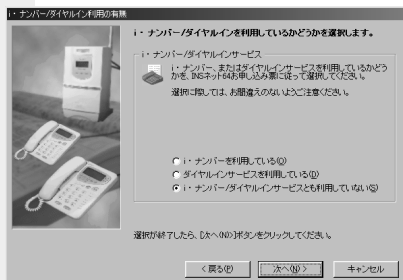 i・ナンバー/ダイヤルイン利用の有無
i・ナンバー/ダイヤルインを利用しているかどうかを選択します。
i・ナンバー/ダイヤルインサービス
i・ナンバー、またはダイヤルインサービスを利用しているかどう
かを、INSネット64お申し込み票に従って選択してください。
選択に際しては、お間違えのないようご注意ください。
i・ナンバーを利用している(Q)
ダイヤルインサービスを利用している(D)
i・ナンバー/ダイヤルインサービスとも利用していない(S)
選択が終了したら、[次へ(N)>]ボタンをクリックしてください。
<戻る(P)
次へ(N)>
キャンセル